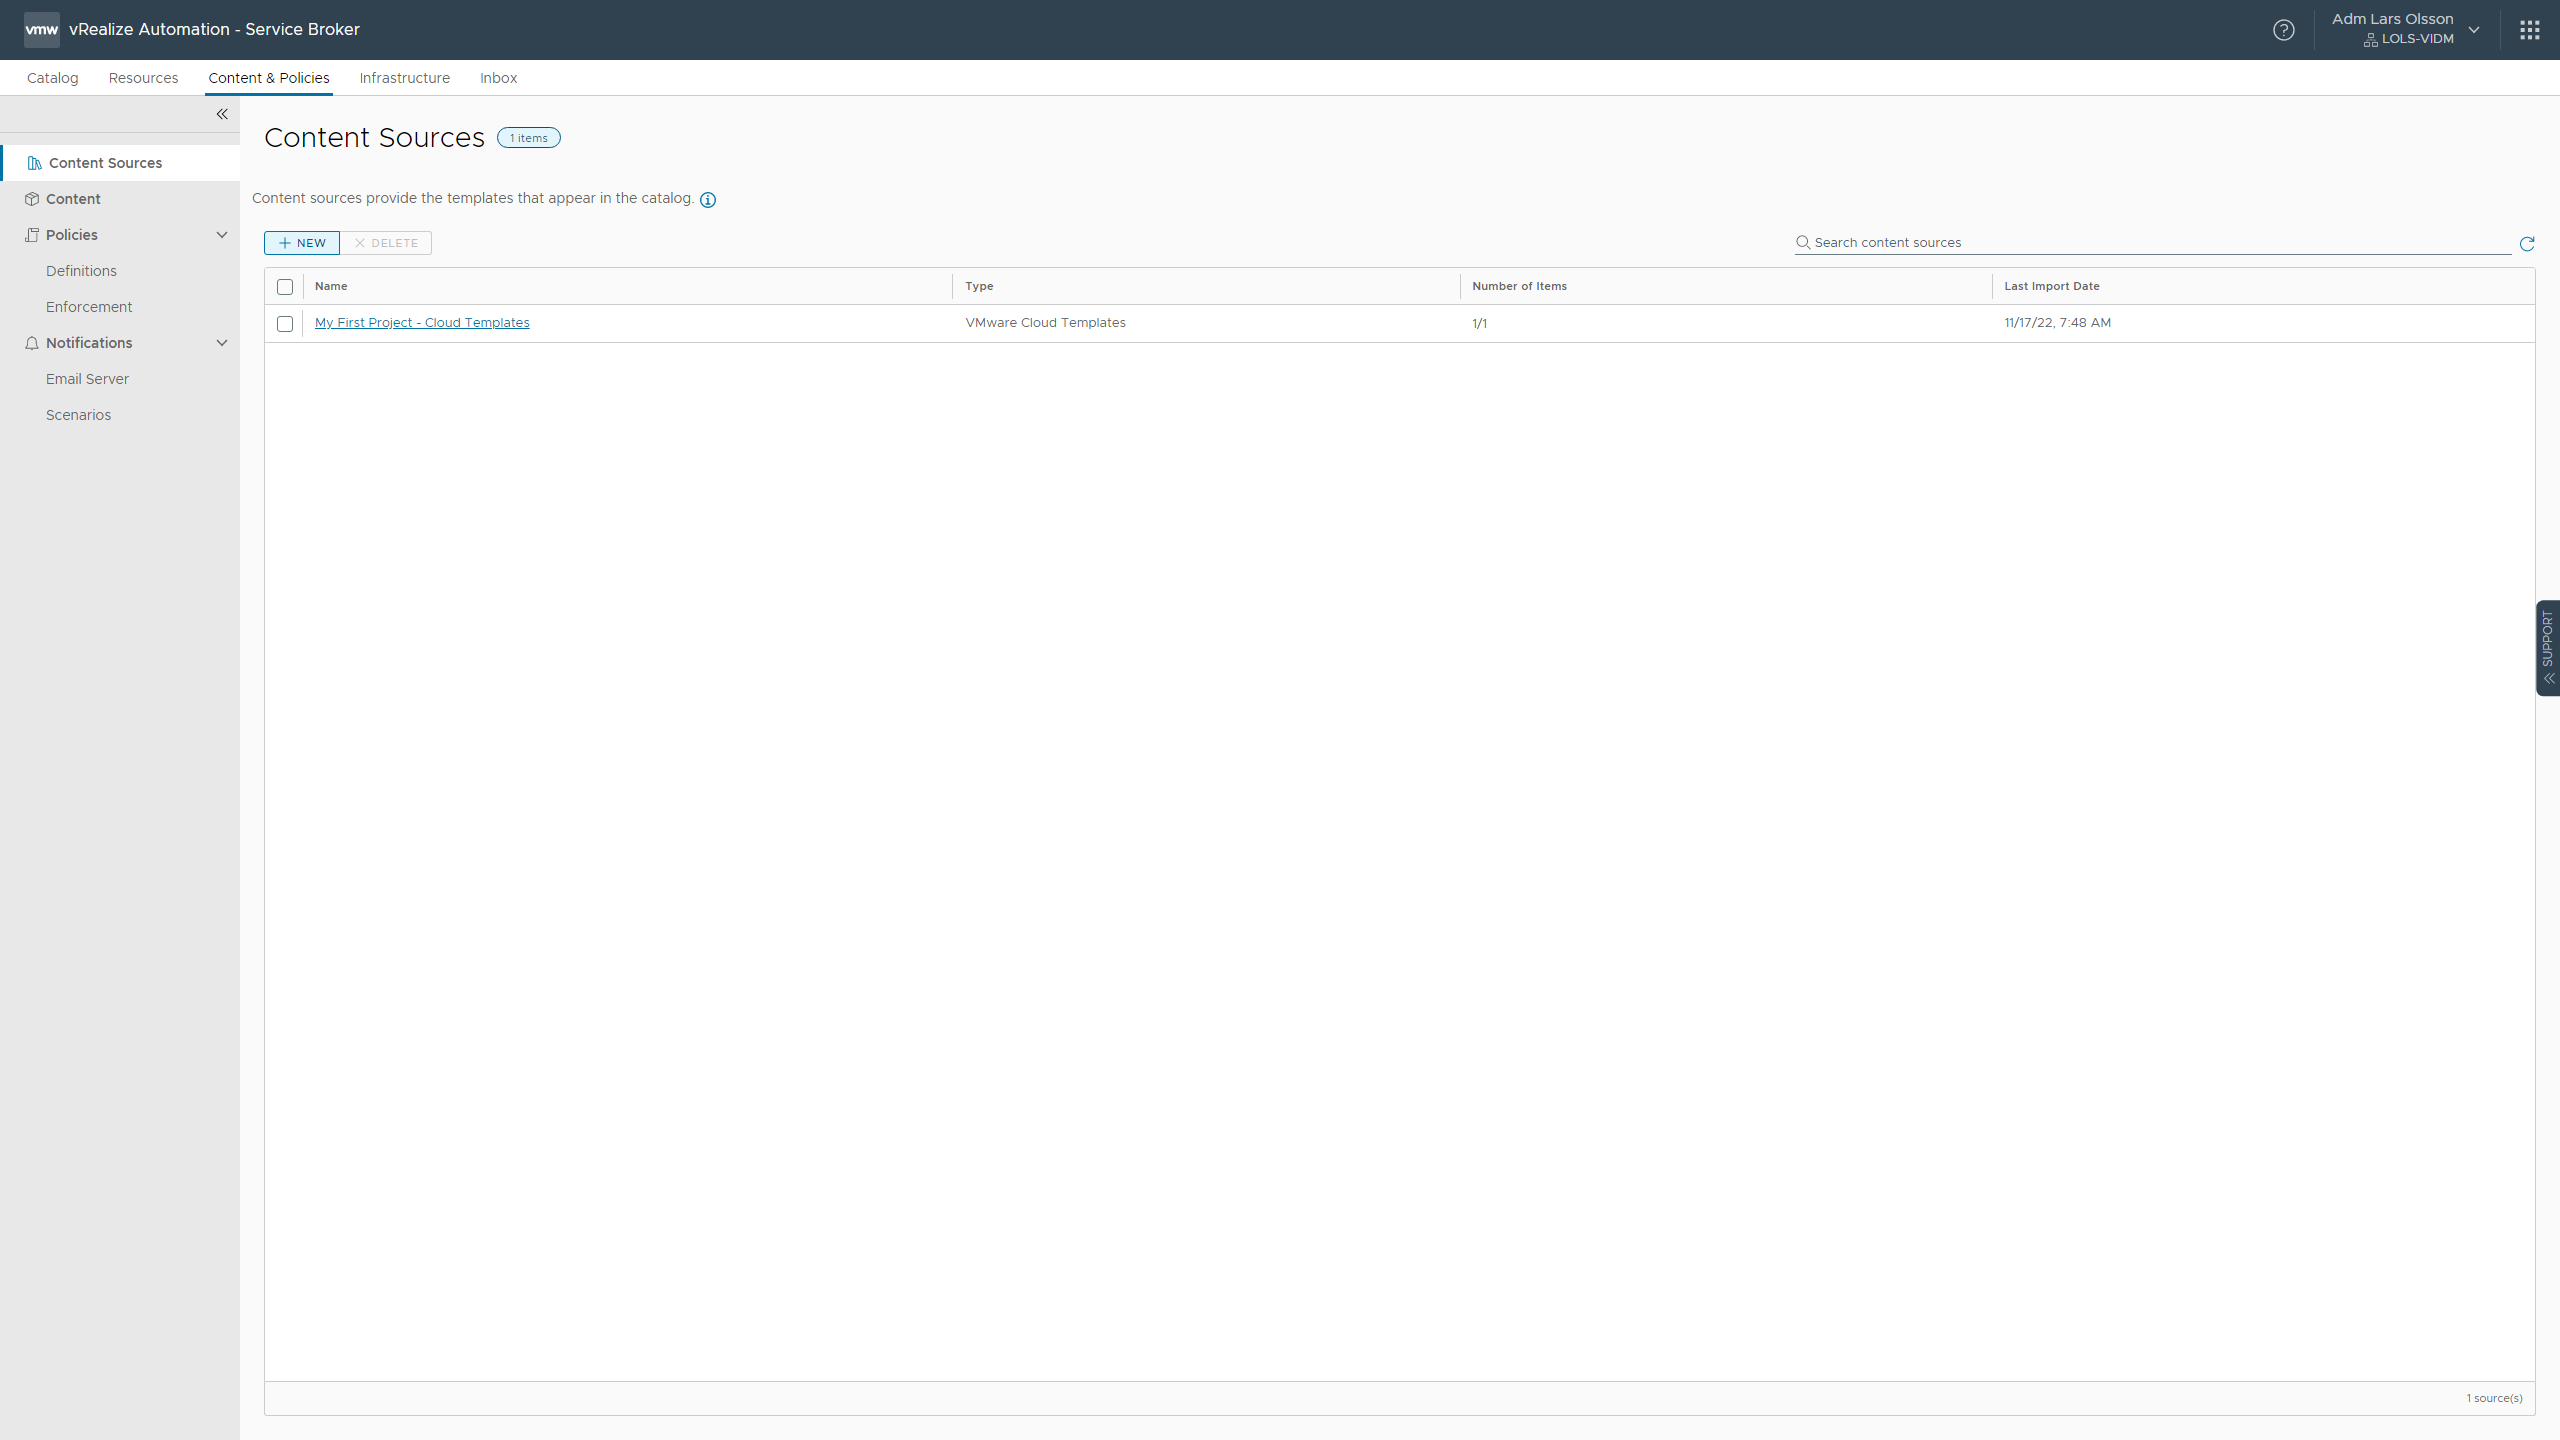 vmw vRealize Automation - Service Broker
Adm Lars Olsson
LOLS-VIDM
Catalog Resources Content & Policies Infrastructure Inbox
Content Sources
Content
Policies
Definitions
Enforcement
Notifications
Email Server
Scenarios
Content Sources 1 items
Content sources provide the templates that appear in the catalog.
NEW DELETE Search content sources
Name Type Number of Items Last Import Date
My First Project - Cloud Templates VMware Cloud Templates 1/1 11/17/22, 7:48 AM
SUPPORT
1 source(s)